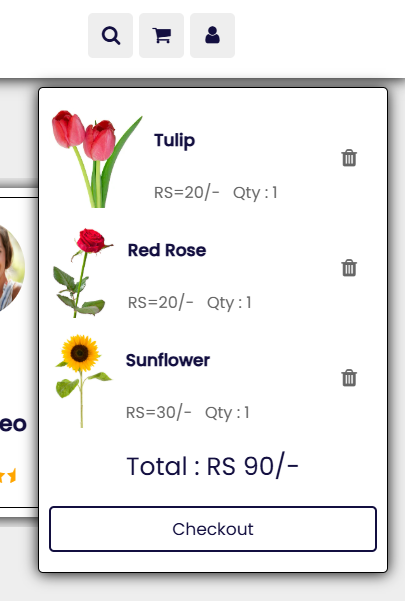 Tulip
RS=20/- Qty : 1
Red Rose
RS=20/- Qty : 1
Sunflower
RS=30/- Qty : 1
eo
Total : RS 90/-
Checkout